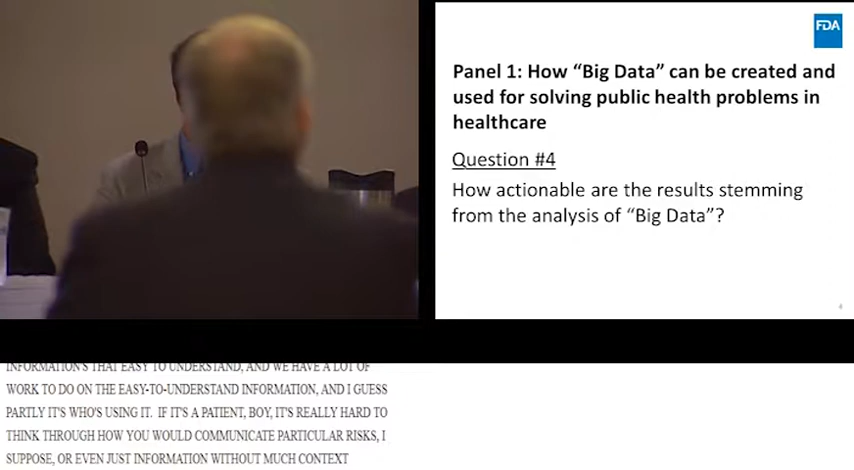 FDA
Panel 1: How “Big Data” can be created and
used for solving public health problems in
healthcare
Question #4
How actionable are the results stemming
from the analysis of “Big Data”?
4
INFORMATION'S THAT EASY TO UNDERSTAND, AND WE HAVE A LOT OF
WORK TO DO ON THE EASY-TO-UNDERSTAND INFORMATION, AND I GUESS
PARTLY IT'S WHO'S USING IT. IF IT'S A PATIENT, BOY, IT'S REALLY HARD TO
THINK THROUGH HOW YOU WOULD COMMUNICATE PARTICULAR RISKS, I
SUPPOSE, OR EVEN JUST INFORMATION WITHOUT MUCH CONTEXT